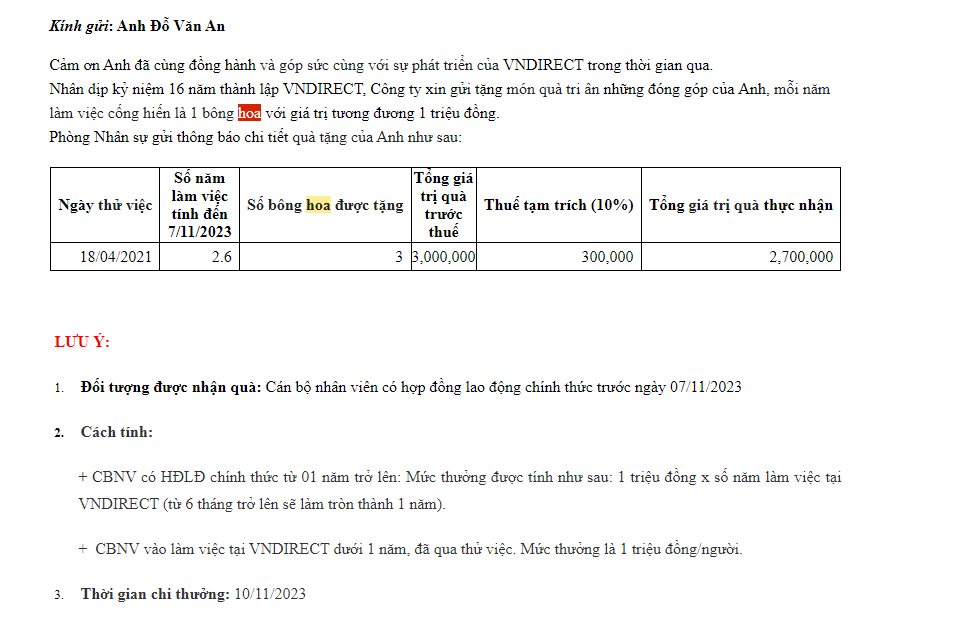 Kính gửi: Anh Đỗ Văn An
Cảm ơn Anh đã cùng đồng hành và góp sức cùng với sự phát triển của VNDIRECT trong thời gian qua.
Nhân dịp kỷ niệm 16 năm thành lập VNDIRECT, Công ty xin gửi tặng món quà tri ân những đóng góp của Anh, mỗi năm
làm việc cống hiến là 1 bông hoa với giá trị tương đương 1 triệu đồng.
Phòng Nhân sự gửi thông báo chi tiết quà tặng của Anh như sau:
Ngày thử việc
Số năm
làm việc
tính đến
7/11/2023
Số bông hoa được tặng
Tổng giá
trị quà
trước
thuế
Thuế tạm trích (10%)
Tổng giá trị quà thực nhận
18/04/2021 2.6 3 3,000,000 300,000 2,700,000
LƯU Ý:
1. Đối tượng được nhận quà: Cán bộ nhân viên có hợp đồng lao động chính thức trước ngày 07/11/2023
2. Cách tính:
+ CBNV có HĐLĐ chính thức từ 01 năm trở lên: Mức thưởng được tính như sau: 1 triệu đồng x số năm làm việc tại
VNDIRECT (từ 6 tháng trở lên sẽ làm tròn thành 1 năm).
+ CBNV vào làm việc tại VNDIRECT dưới 1 năm, đã qua thử việc. Mức thưởng là 1 triệu đồng/người.
3. Thời gian chi thưởng: 10/11/2023